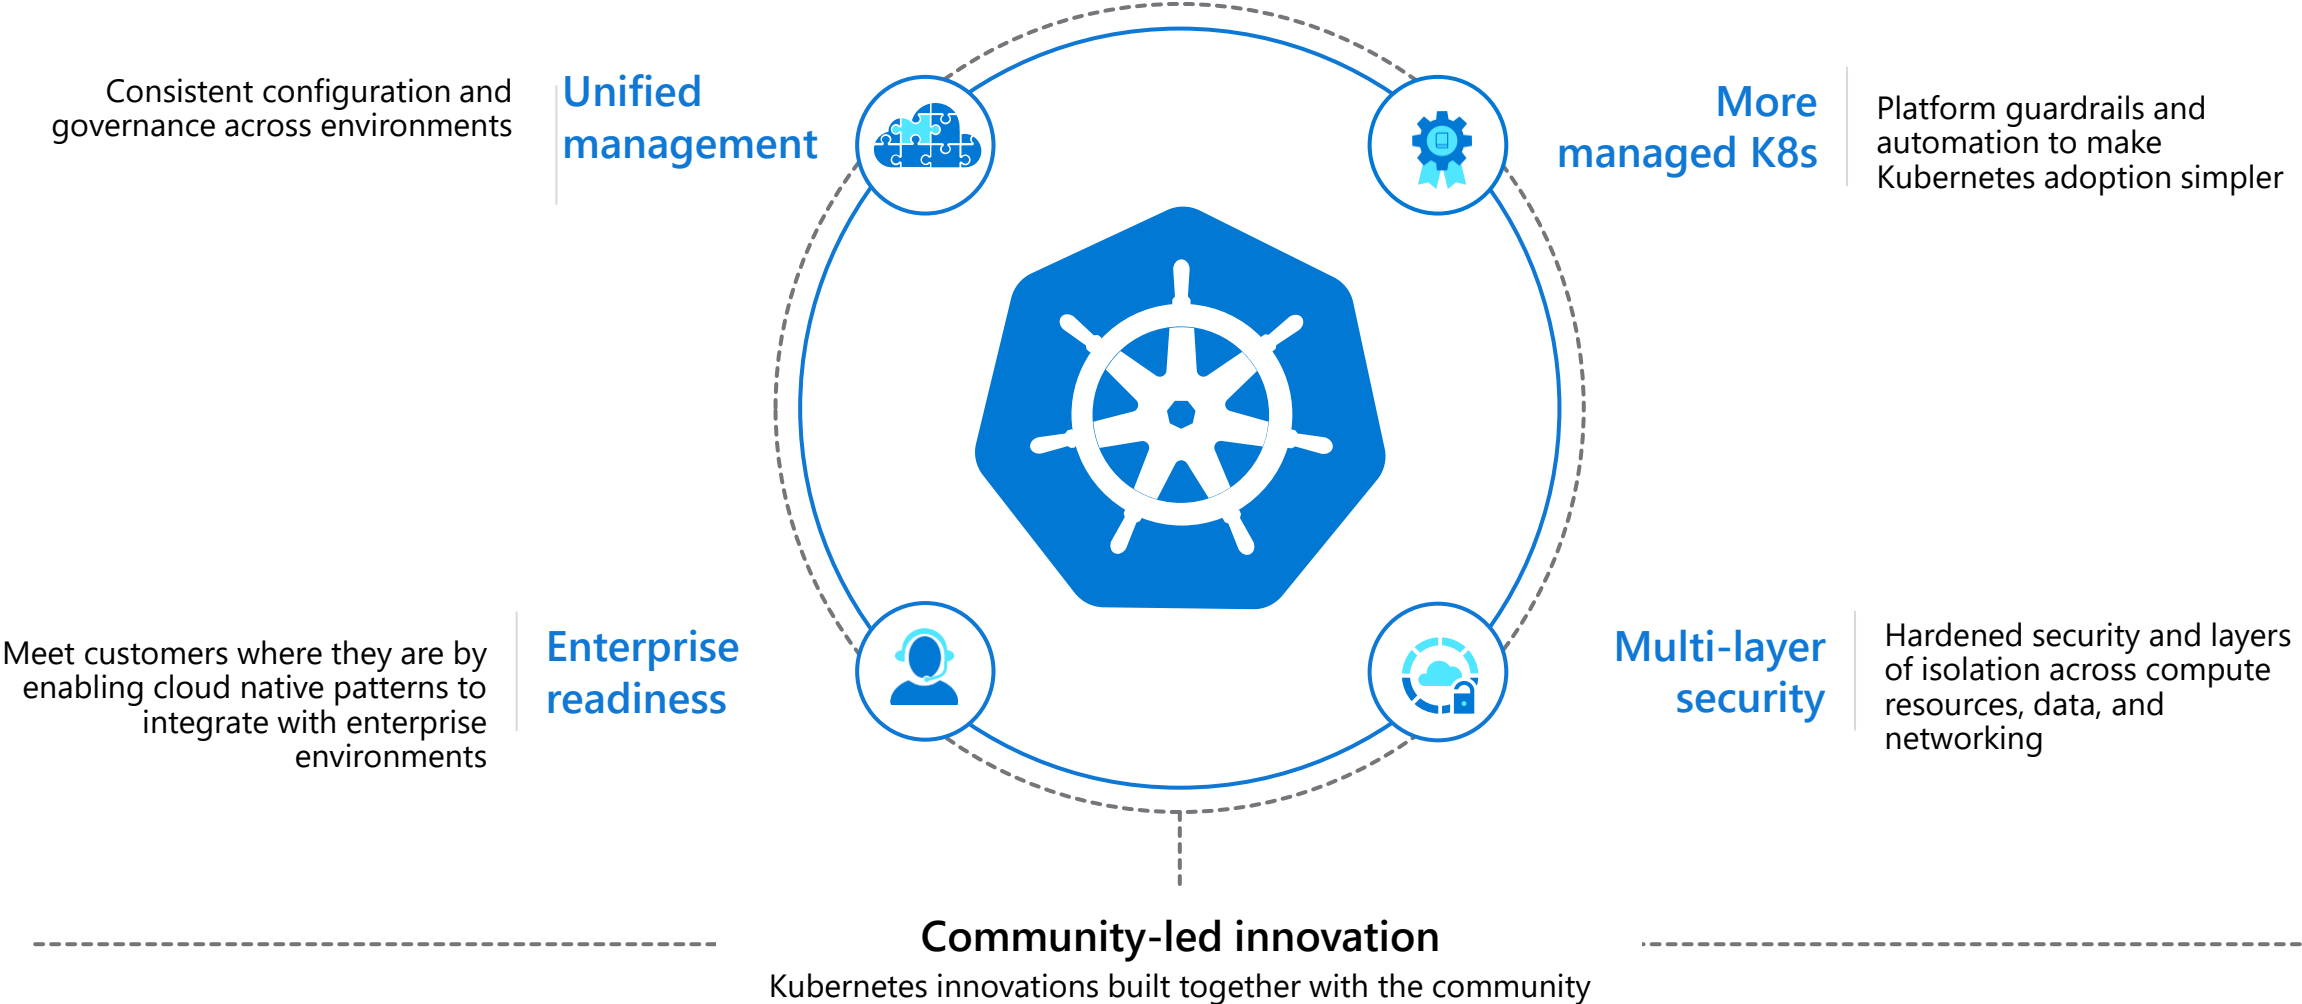 Consistent configuration and
governance across environments
Unified
management
More
managed K8s
Platform guardrails and
automation to make
Kubernetes adoption simpler
Meet customers where they are by
enabling cloud native patterns to
integrate with enterprise
environments
Enterprise
readiness
Multi-layer
security
Hardened security and layers
of isolation across compute
resources, data, and
networking
Community-led innovation
Kubernetes innovations built together with the community